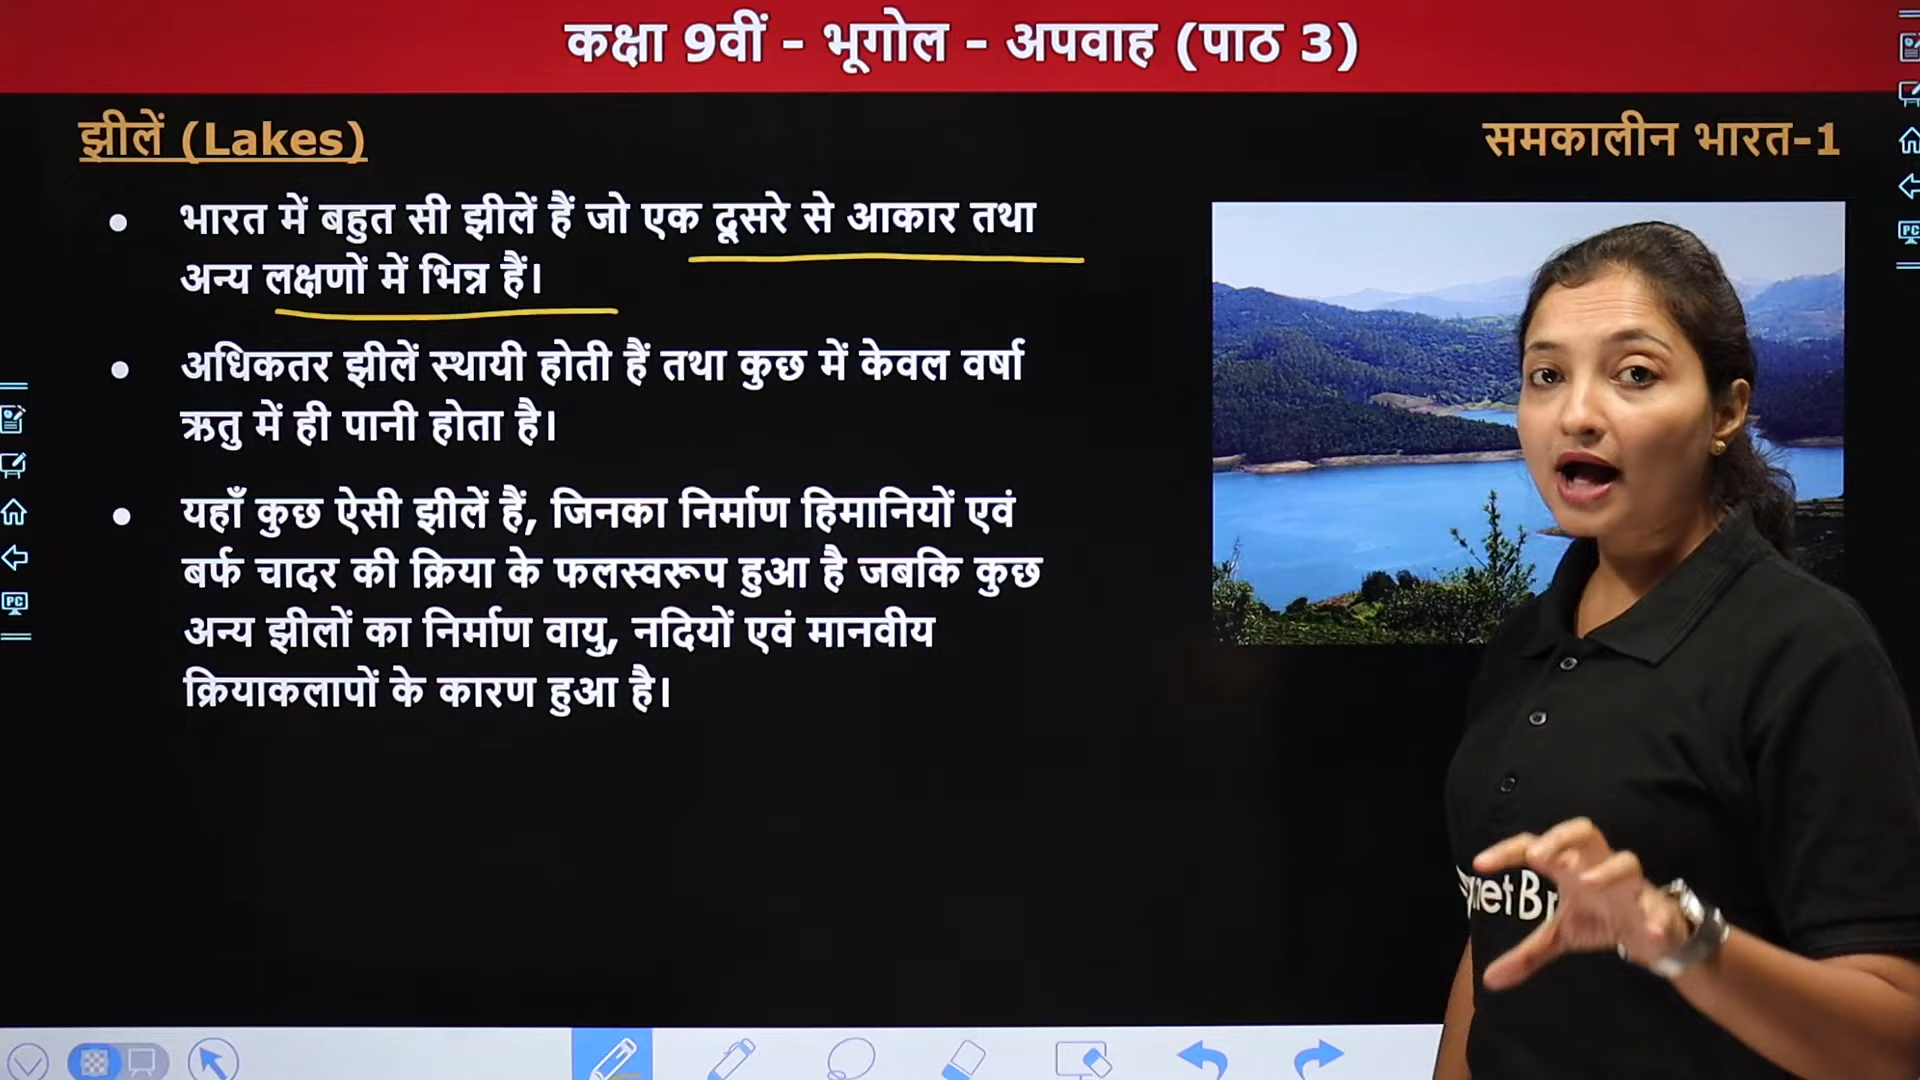 कक्षा 9वीं - भूगोल - अपवाह (पाठ 3)
झीलें (Lakes)
समकालीन भारत-1
भारत में बहुत सी झीलें हैं जो एक दूसरे से आकार तथा
अन्य लक्षणों में भिन्न हैं।
अधिकतर झीलें स्थायी होती हैं तथा कुछ में केवल वर्षा
ऋतु में ही पानी होता है।
यहाँ कुछ ऐसी झीलें हैं, जिनका निर्माण हिमानियों एवं
बर्फ चादर की क्रिया के फलस्वरूप हुआ है जबकि कुछ
अन्य झीलों का निर्माण वायु, नदियों एवं मानवीय
क्रियाकलापों के कारण हुआ है।
PC
PC